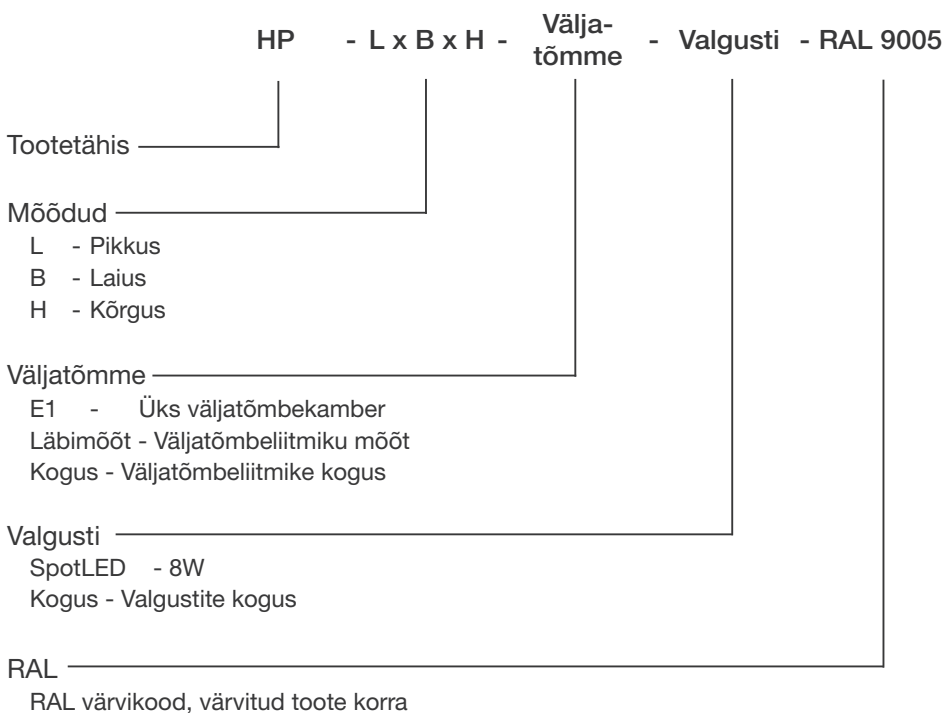 HP - L x B x H - Välja-tõmme - Valgusti - RAL 9005
Tootetähis
Mõõdud
L - Pikkus
B - Laius
H - Kõrgus
Väljatõmme
E1 - Üks väljatõmbekamber
Läbimõõt - Väljatõmbeliitmiku mõõt
Kogus - Väljatõmbeliitmike kogus
Valgusti
SpotLED - 8W
Kogus - Valgustite kogus
RAL
RAL värvikood, värvitud toote korra